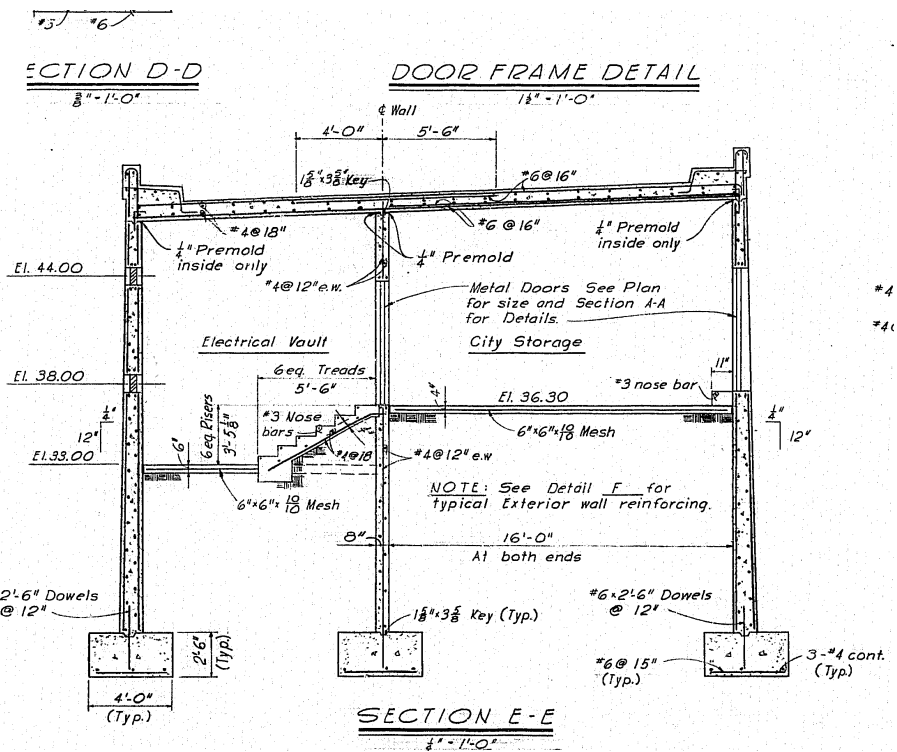 #3 #6
ECTION D-D
3/8" - 1'-0"
DOOR FRAME DETAIL
1 1/2" - 1'-0"
℄ Wall
4'-0" 5'-6"
1 5/8" x 3 5/8" Key
#6 @ 16"
#4 @ 18"
#6 @ 16"
1/4" Premold
inside only
1/4" Premold
1/4" Premold
inside only
El. 44.00
#4 @ 12" e.w.
Metal Doors See Plan
for size and Section A-A
for Details.
#4
Electrical Vault
City Storage
6 eq. Treads
5'-6"
11"
#3 nose bar
El. 38.00
El. 36.30
4"
1/4"
12"
6 eq Risers
3'-5 1/8"
#3 Nose
bars
#4 @ 18
6" x 6" x 10/10 Mesh
1/4"
12"
El. 33.00
6"
#4 @ 12" e.w
6" x 6" x 10/10 Mesh
NOTE: See Detail F for
typical Exterior wall reinforcing.
8"
16'-0"
At both ends
2'-6" Dowels
@ 12"
#6 x 2'-6" Dowels
@ 12"
1 5/8" x 3 5/8 Key (Typ.)
2'-6"
(Typ.)
#6 @ 15"
(Typ.)
3-#4 cont.
(Typ.)
4'-0"
(Typ.)
SECTION E-E
1/4" - 1'-0"